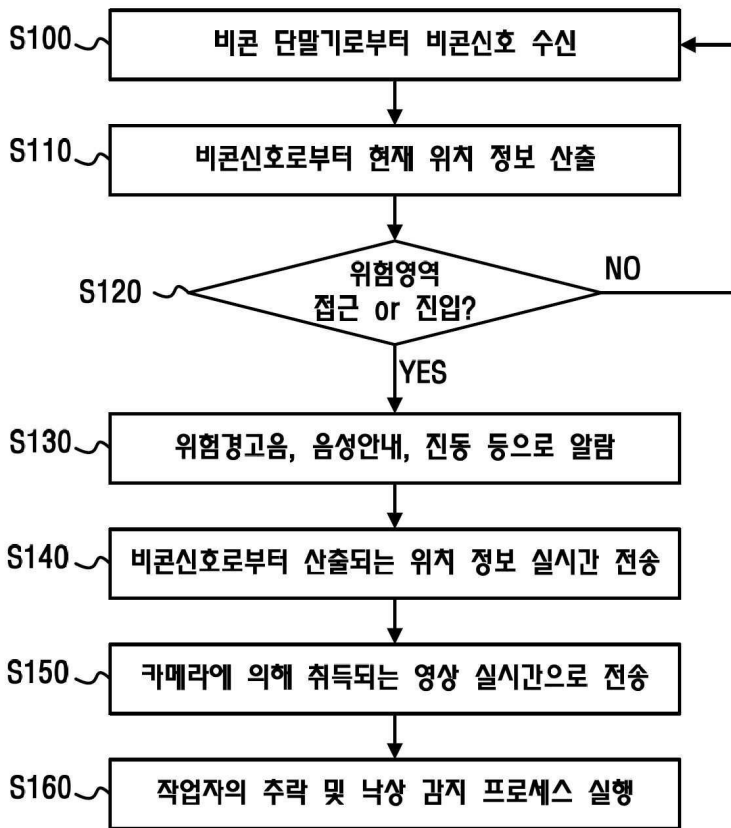 S100
비콘 단말기로부터 비콘신호 수신
S110
비콘신호로부터 현재 위치 정보 산출
S120
위험영역
접근 or 진입?
NO
YES
S130
위험경고음, 음성안내, 진동 등으로 알람
S140
비콘신호로부터 산출되는 위치 정보 실시간 전송
S150
카메라에 의해 취득되는 영상 실시간으로 전송
S160
작업자의 추락 및 낙상 감지 프로세스 실행